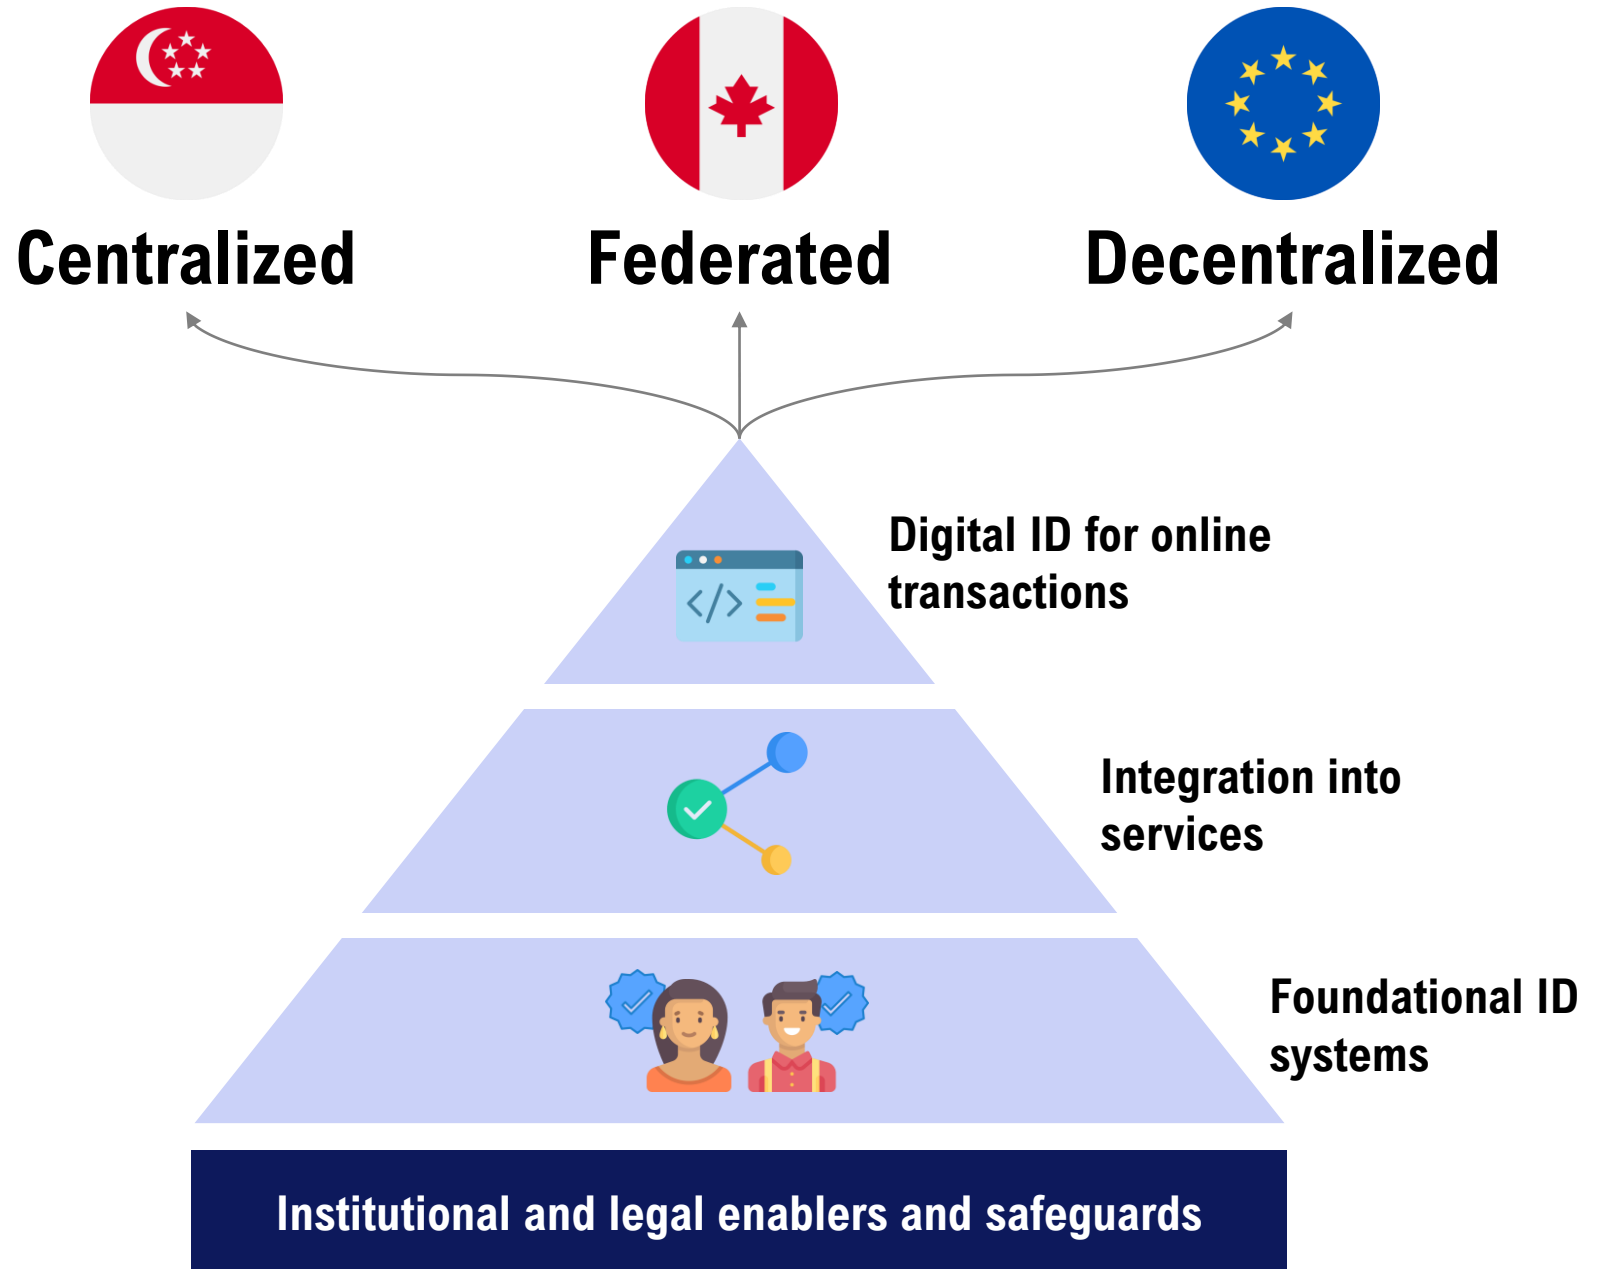 Centralized
Federated
Decentralized
Digital ID for online
transactions
</>
Integration into
services
Foundational ID
systems
Institutional and legal enablers and safeguards